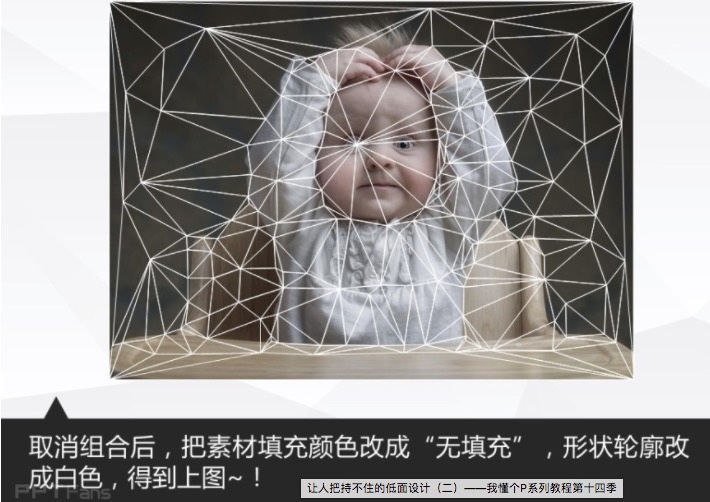 取消组合后，把素材填充颜色改成“无填充”，形状轮廓改
成白色，得到上图~！
PPTFans
让人把持不住的低面设计（二）——我懂个P系列教程第十四季